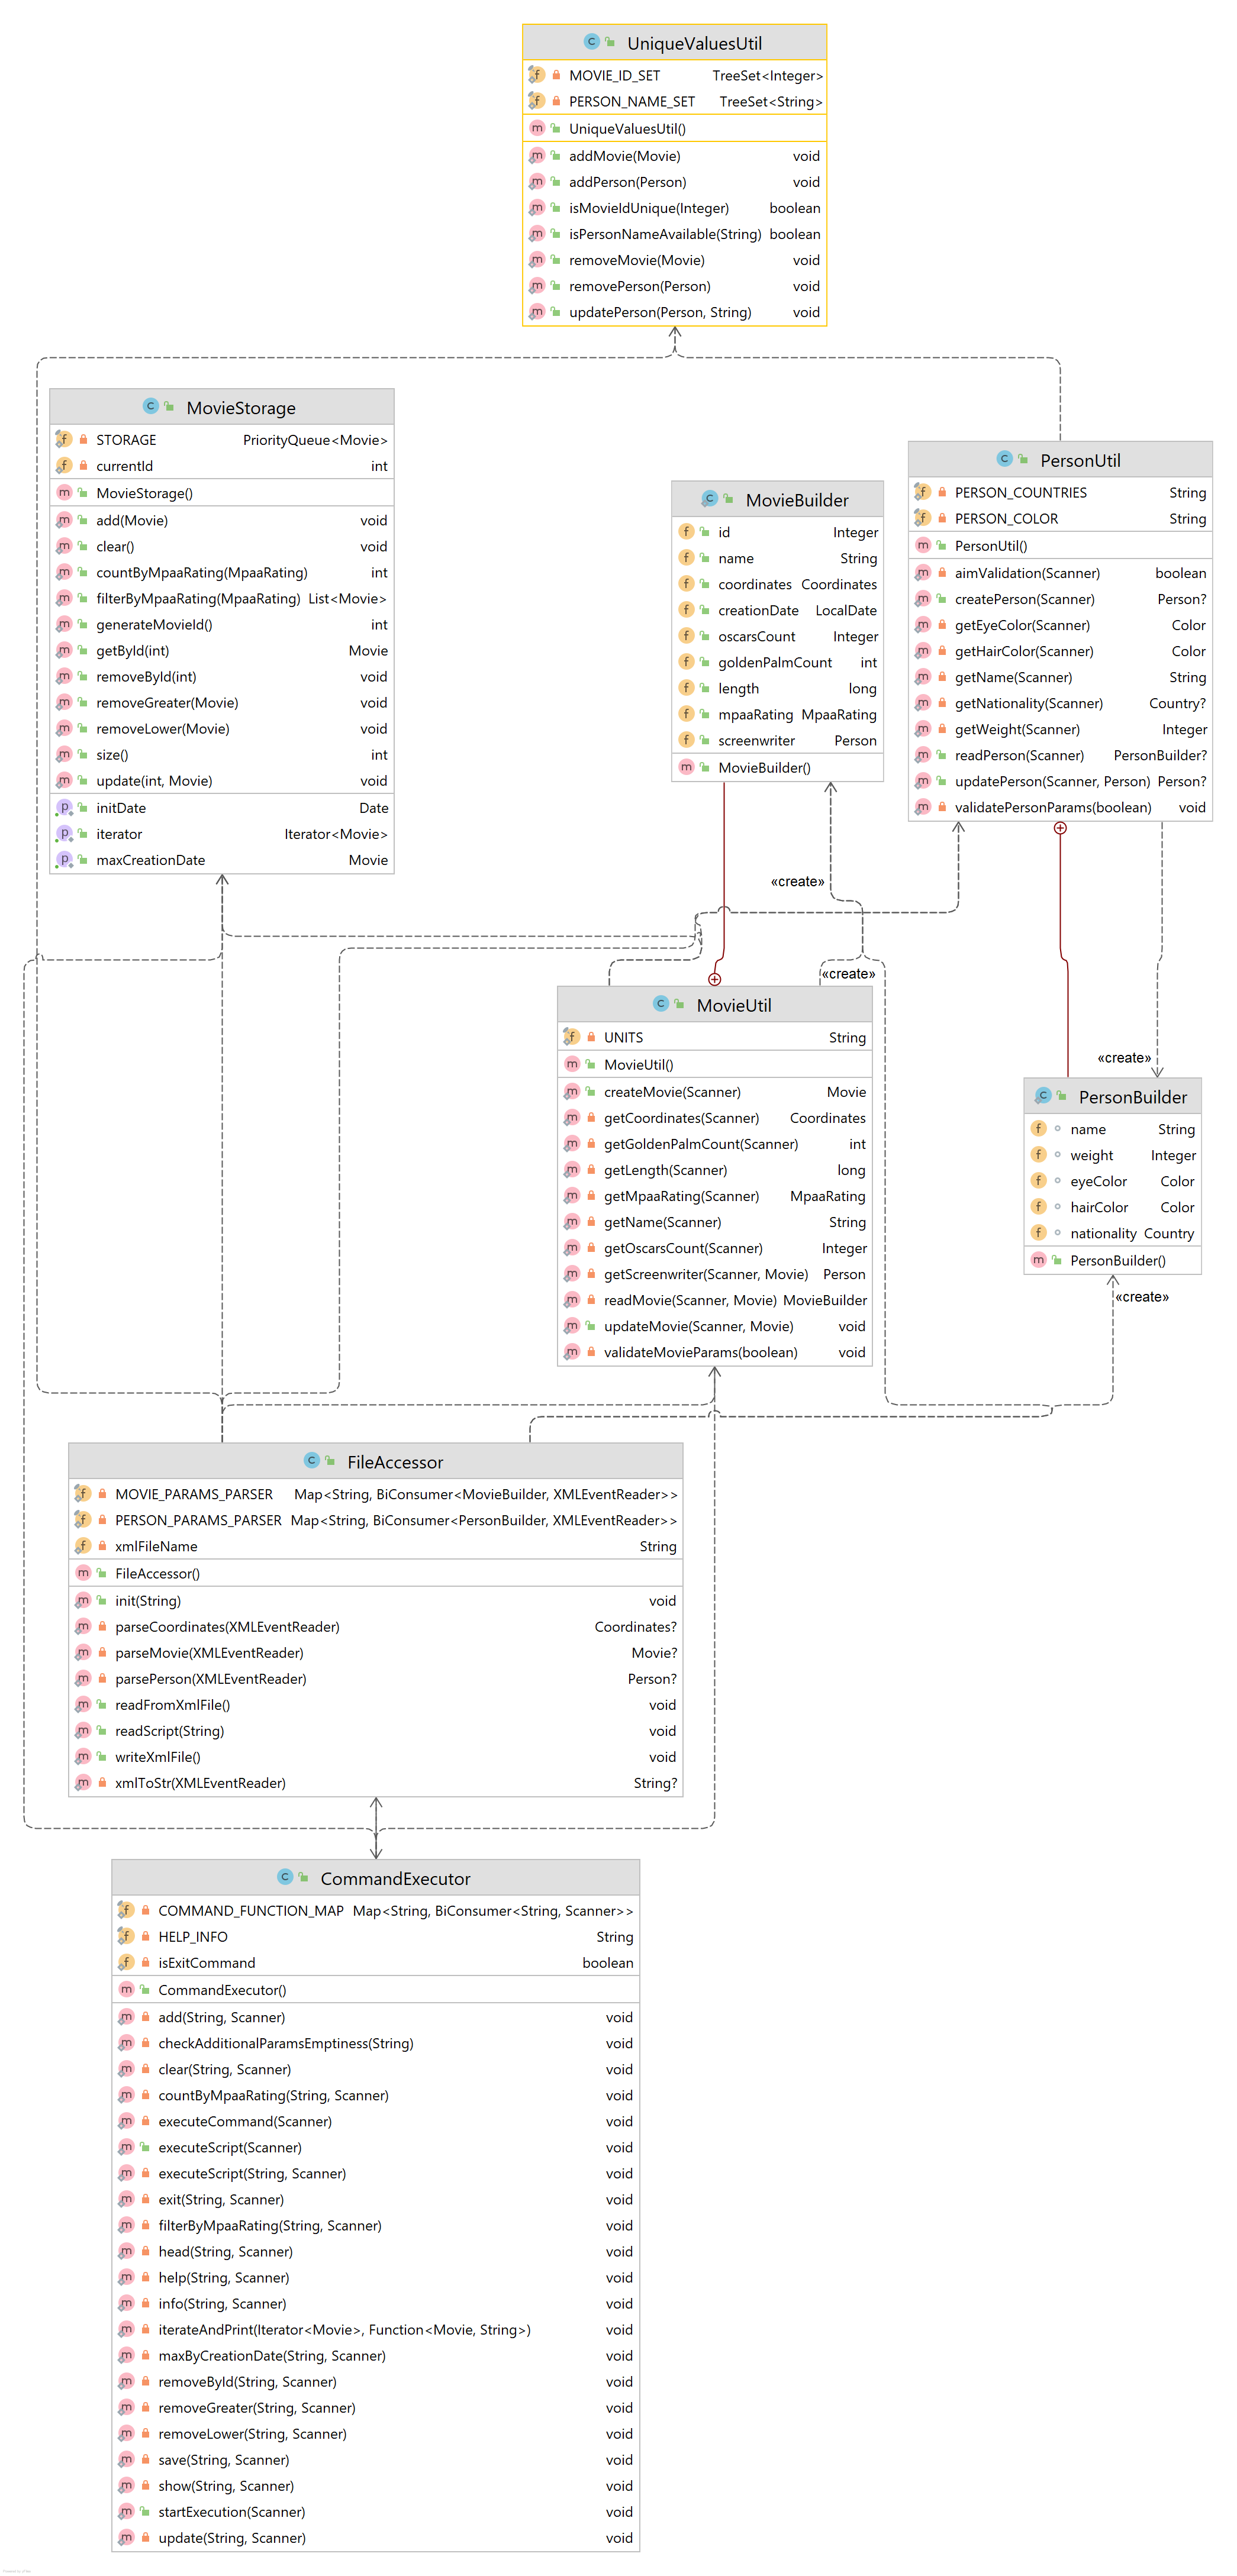 UniqueValuesUtil
MOVIE_ID_SET TreeSet<Integer>
PERSON_NAME_SET TreeSet<String>
UniqueValuesUtil()
addMovie(Movie) void
addPerson(Person) void
isMovieIdUnique(Integer) boolean
isPersonNameAvailable(String) boolean
removeMovie(Movie) void
removePerson(Person) void
updatePerson(Person, String) void
MovieStorage
STORAGE PriorityQueue<Movie>
currentId int
MovieStorage()
add(Movie) void
clear() void
countByMpaaRating(MpaaRating) int
filterByMpaaRating(MpaaRating) List<Movie>
generateMovieId() int
getById(int) Movie
removeById(int) void
removeGreater(Movie) void
removeLower(Movie) void
size() int
update(int, Movie) void
initDate Date
iterator Iterator<Movie>
maxCreationDate Movie
MovieBuilder
id Integer
name String
coordinates Coordinates
creationDate LocalDate
oscarsCount Integer
goldenPalmCount int
length long
mpaaRating MpaaRating
screenwriter Person
MovieBuilder()
PersonUtil
PERSON_COUNTRIES String
PERSON_COLOR String
PersonUtil()
aimValidation(Scanner) boolean
createPerson(Scanner) Person?
getEyeColor(Scanner) Color
getHairColor(Scanner) Color
getName(Scanner) String
getNationality(Scanner) Country?
getWeight(Scanner) Integer
readPerson(Scanner) PersonBuilder?
updatePerson(Scanner, Person) Person?
validatePersonParams(boolean) void
«create»
«create»
MovieUtil
UNITS String
MovieUtil()
createMovie(Scanner) Movie
getCoordinates(Scanner) Coordinates
getGoldenPalmCount(Scanner) int
getLength(Scanner) long
getMpaaRating(Scanner) MpaaRating
getName(Scanner) String
getOscarsCount(Scanner) Integer
getScreenwriter(Scanner, Movie) Person
readMovie(Scanner, Movie) MovieBuilder
updateMovie(Scanner, Movie) void
validateMovieParams(boolean) void
«create»
PersonBuilder
name String
weight Integer
eyeColor Color
hairColor Color
nationality Country
PersonBuilder()
«create»
FileAccessor
MOVIE_PARAMS_PARSER Map<String, BiConsumer<MovieBuilder, XMLEventReader>>
PERSON_PARAMS_PARSER Map<String, BiConsumer<PersonBuilder, XMLEventReader>>
xmlFileName String
FileAccessor()
init(String) void
parseCoordinates(XMLEventReader) Coordinates?
parseMovie(XMLEventReader) Movie?
parsePerson(XMLEventReader) Person?
readFromXmlFile() void
readScript(String) void
writeXmlFile() void
xmlToStr(XMLEventReader) String?
CommandExecutor
COMMAND_FUNCTION_MAP Map<String, BiConsumer<String, Scanner>>
HELP_INFO String
isExitCommand boolean
CommandExecutor()
add(String, Scanner) void
checkAdditionalParamsEmptiness(String) void
clear(String, Scanner) void
countByMpaaRating(String, Scanner) void
executeCommand(Scanner) void
executeScript(Scanner) void
executeScript(String, Scanner) void
exit(String, Scanner) void
filterByMpaaRating(String, Scanner) void
head(String, Scanner) void
help(String, Scanner) void
info(String, Scanner) void
iterateAndPrint(Iterator<Movie>, Function<Movie, String>) void
maxByCreationDate(String, Scanner) void
removeById(String, Scanner) void
removeGreater(String, Scanner) void
removeLower(String, Scanner) void
save(String, Scanner) void
show(String, Scanner) void
startExecution(Scanner) void
update(String, Scanner) void